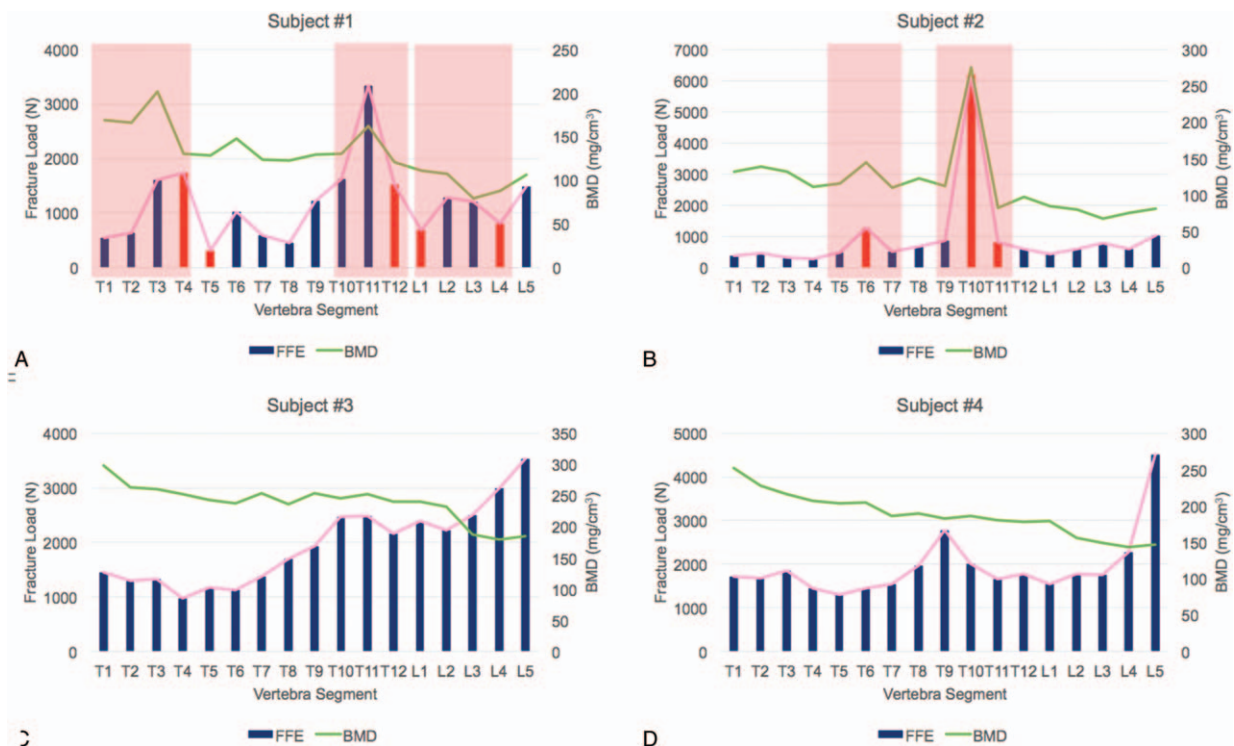 Subject #1
4000
3000
2000
1000
0
Fracture Load (N)
250
200
150
100
50
0
BMD (mg/cm³)
T1 T2 T3 T4 T5 T6 T7 T8 T9 T10 T11 T12 L1 L2 L3 L4 L5
Vertebra Segment
FFE BMD
A
Subject #2
7000
6000
5000
4000
3000
2000
1000
0
Fracture Load (N)
300
250
200
150
100
50
0
BMD (mg/cm³)
T1 T2 T3 T4 T5 T6 T7 T8 T9 T10 T11 T12 L1 L2 L3 L4 L5
Vertebra Segment
FFE BMD
B
Subject #3
4000
3000
2000
1000
0
Fracture Load (N)
350
300
250
200
150
100
50
0
BMD (mg/cm³)
T1 T2 T3 T4 T5 T6 T7 T8 T9 T10 T11 T12 L1 L2 L3 L4 L5
Vertebra Segment
FFE BMD
C
Subject #4
5000
4000
3000
2000
1000
0
Fracture Load (N)
300
250
200
150
100
50
0
BMD (mg/cm³)
T1 T2 T3 T4 T5 T6 T7 T8 T9 T10 T11 T12 L1 L2 L3 L4 L5
Vertebra Segment
FFE BMD
D